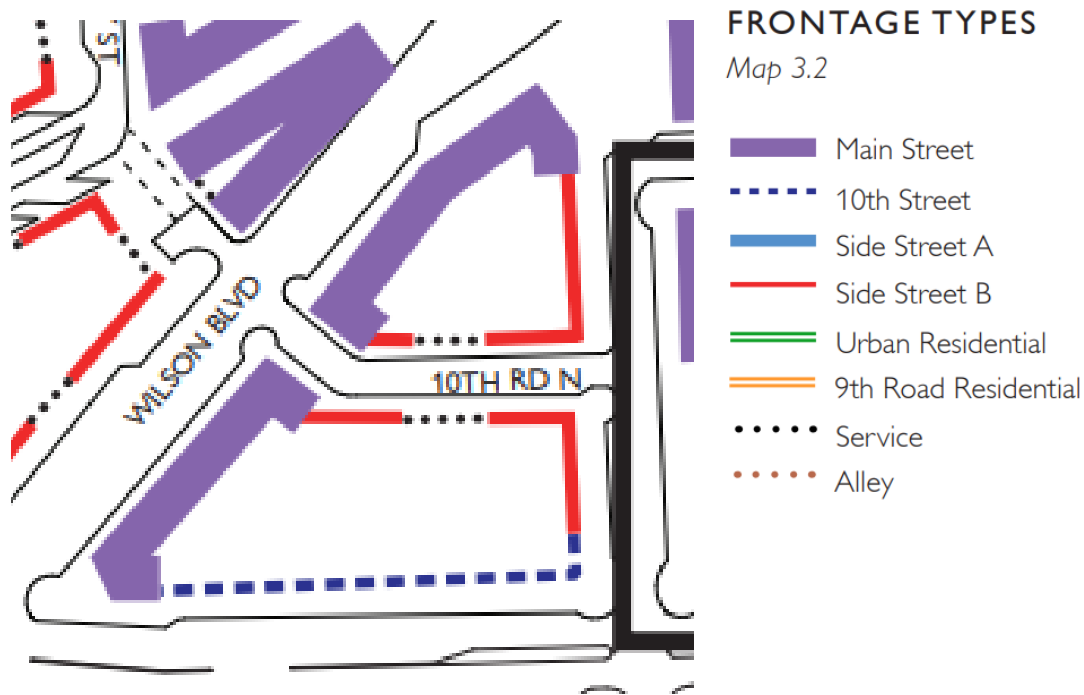 FRONTAGE TYPES
Map 3.2
Main Street
10th Street
Side Street A
Side Street B
Urban Residential
9th Road Residential
Service
Alley
ST
WILSON BLVD
10TH RD N